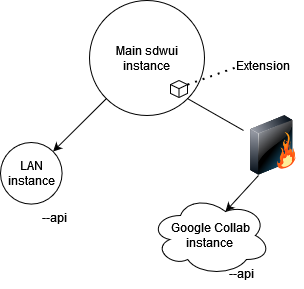 Main sdwui
instance
Extension
LAN
instance
--api
Google Collab
instance
--api